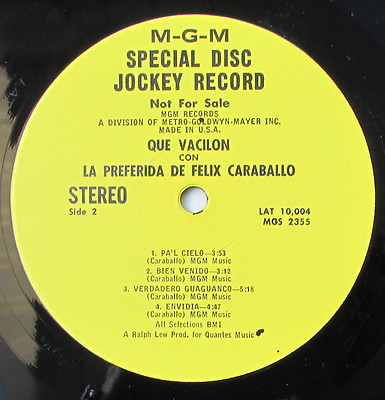 M-G-M
SPECIAL DISC
JOCKEY RECORD
Not For Sale
MGM RECORDS
A DIVISION OF METRO-GOLDWYN-MAYER INC.
MADE IN U.S.A.
QUE VACILON
CON
LA PREFERIDA DE FELIX CARABALLO
STEREO
Side 2
LAT 10,004
MGS 2355
1. PA'L CIELO—3:53
(Caraballo) MGM Music
2. BIEN VENIDO—3:12
(Caraballo) MGM Music
3. VERDADERO GUAGUANCO—5:18
(Caraballo) MGM Music
4. ENVIDIA—4:47
(Caraballo) MGM Music
All Selections BMI
A Ralph Lew Prod. for Quantes Music